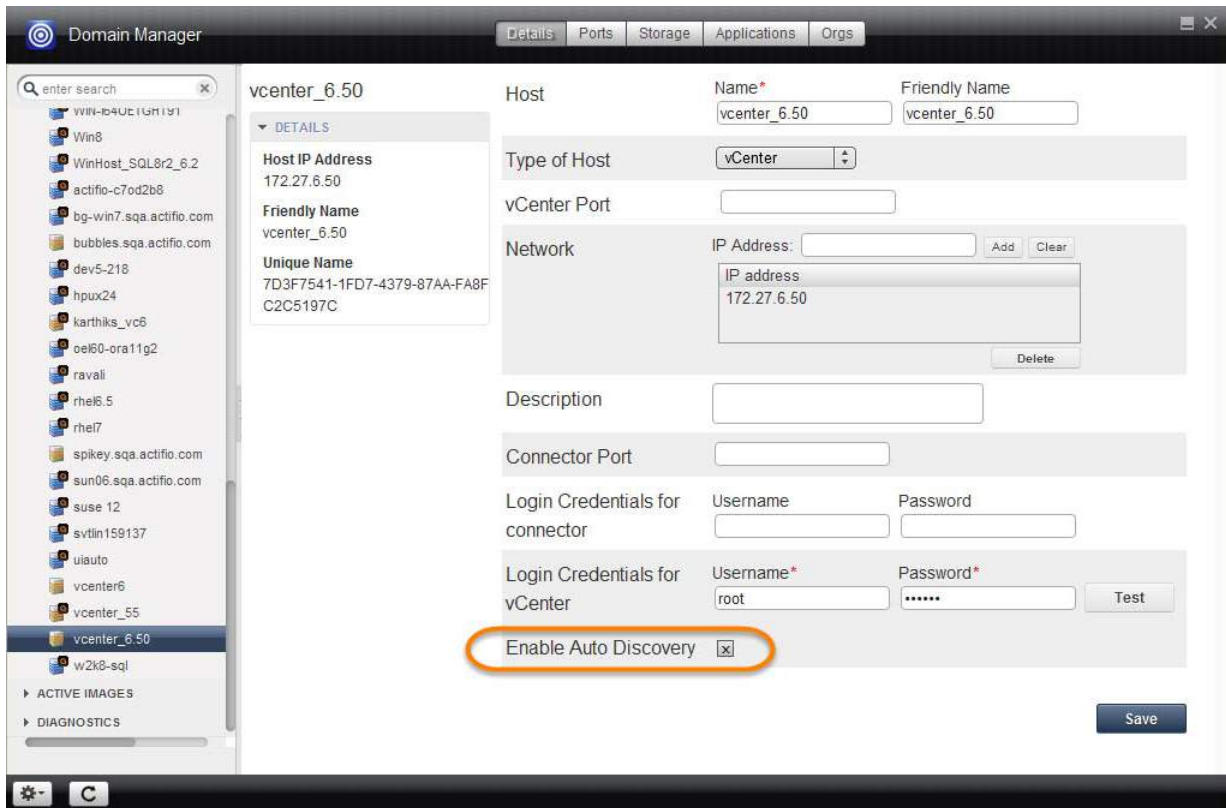 Domain Manager
Details Ports Storage Applications Orgs
enter search
WIN-I64UETGH191
Win8
WinHost_SQL8r2_6.2
actifio-c7od2b8
bg-win7.sqa.actifio.com
bubbles.sqa.actifio.com
dev5-218
hpux24
karthiks_vc6
oel60-ora11g2
ravali
rhel6.5
rhel7
spikey.sqa.actifio.com
sun06.sqa.actifio.com
suse 12
svtlin159137
uiauto
vcenter6
vcenter_55
vcenter_6.50
w2k8-sql
ACTIVE IMAGES
DIAGNOSTICS
vcenter_6.50
DETAILS
Host IP Address
172.27.6.50
Friendly Name
vcenter_6.50
Unique Name
7D3F7541-1FD7-4379-87AA-FA8F
C2C5197C
Host
Name* Friendly Name
vcenter_6.50 vcenter_6.50
Type of Host vCenter
vCenter Port
Network IP Address: Add Clear
IP address
172.27.6.50
Delete
Description
Connector Port
Login Credentials for
connector
Username Password
Login Credentials for
vCenter
Username* Password*
root •••••• Test
Enable Auto Discovery x
Save